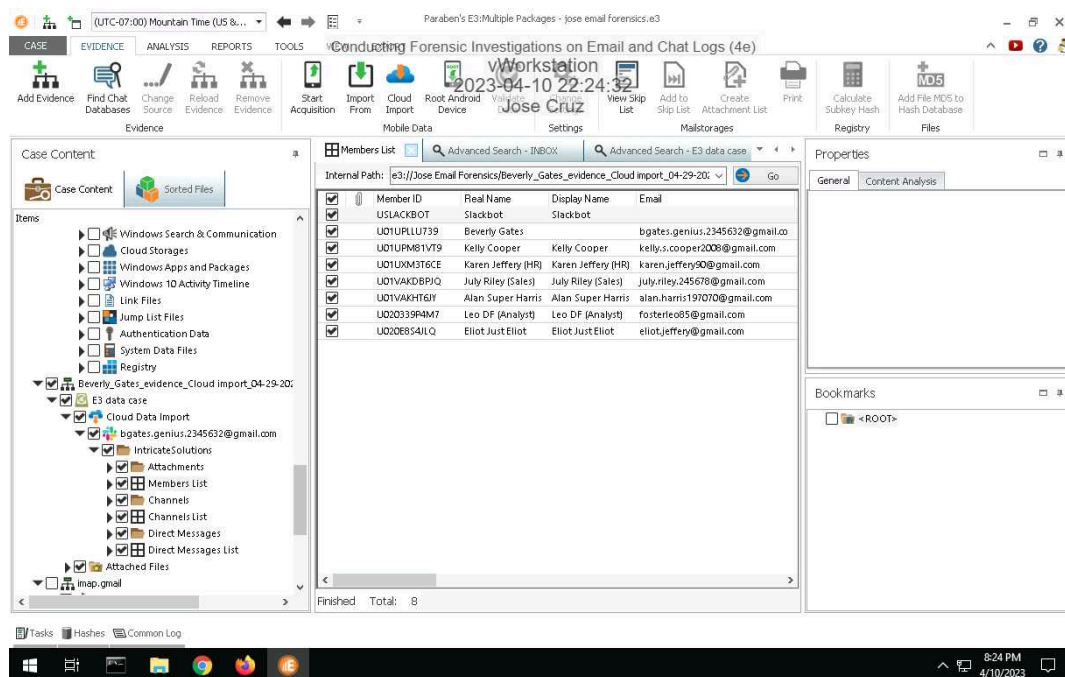 (UTC-07:00) Mountain Time (US &...
Paraben's E3:Multiple Packages - jose email forensics.e3
CASE EVIDENCE ANALYSIS REPORTS TOOLS
Conducting Forensic Investigations on Email and Chat Logs (4e)
vWorkstation
2023-04-10 22:24:32
Jose Cruz
Add Evidence
Find Chat Databases
Change Source
Reload Evidence
Remove Evidence
Evidence
Start Acquisition
Import From
Cloud Import
Root Android Device
Mobile Data
Settings
View Skip List
Add to Skip List
Create Attachment List
Print
Mailstorages
Calculate Subkey Hash
Registry
MD5
Add File MD5 to Hash Database
Files
Case Content
Case Content
Sorted Files
Items
Windows Search & Communication
Cloud Storages
Windows Apps and Packages
Windows 10 Activity Timeline
Link Files
Jump List Files
Authentication Data
System Data Files
Registry
Beverly_Gates_evidence_Cloud import_04-29-202
E3 data case
Cloud Data Import
bgates.genius.2345632@gmail.com
IntricateSolutions
Attachments
Members List
Channels
Channels List
Direct Messages
Direct Messages List
Attached Files
imap.gmail
Members List
Advanced Search - INBOX
Advanced Search - E3 data case
Internal Path: e3://Jose Email Forensics/Beverly_Gates_evidence_Cloud import_04-29-202 Go
Member ID Real Name Display Name Email
USLACKBOT Slackbot Slackbot
U01UPLLU739 Beverly Gates bgates.genius.2345632@gmail.co
U01UPM81VT9 Kelly Cooper Kelly Cooper kelly.s.cooper2008@gmail.com
U01UXM3T6CE Karen Jeffery (HR) Karen Jeffery (HR) karen.jeffery90@gmail.com
U01VAKDBPJQ July Riley (Sales) July Riley (Sales) july.riley.245678@gmail.com
U01VAKHT6JY Alan Super Harris Alan Super Harris alan.harris197070@gmail.com
U020339P4M7 Leo DF (Analyst) Leo DF (Analyst) fosterleo85@gmail.com
U020E8S4JLQ Eliot Just Eliot Eliot Just Eliot eliot.jeffery@gmail.com
Finished Total: 8
Properties
General
Content Analysis
Bookmarks
<ROOT>
Tasks
Hashes
Common Log
8:24 PM
4/10/2023